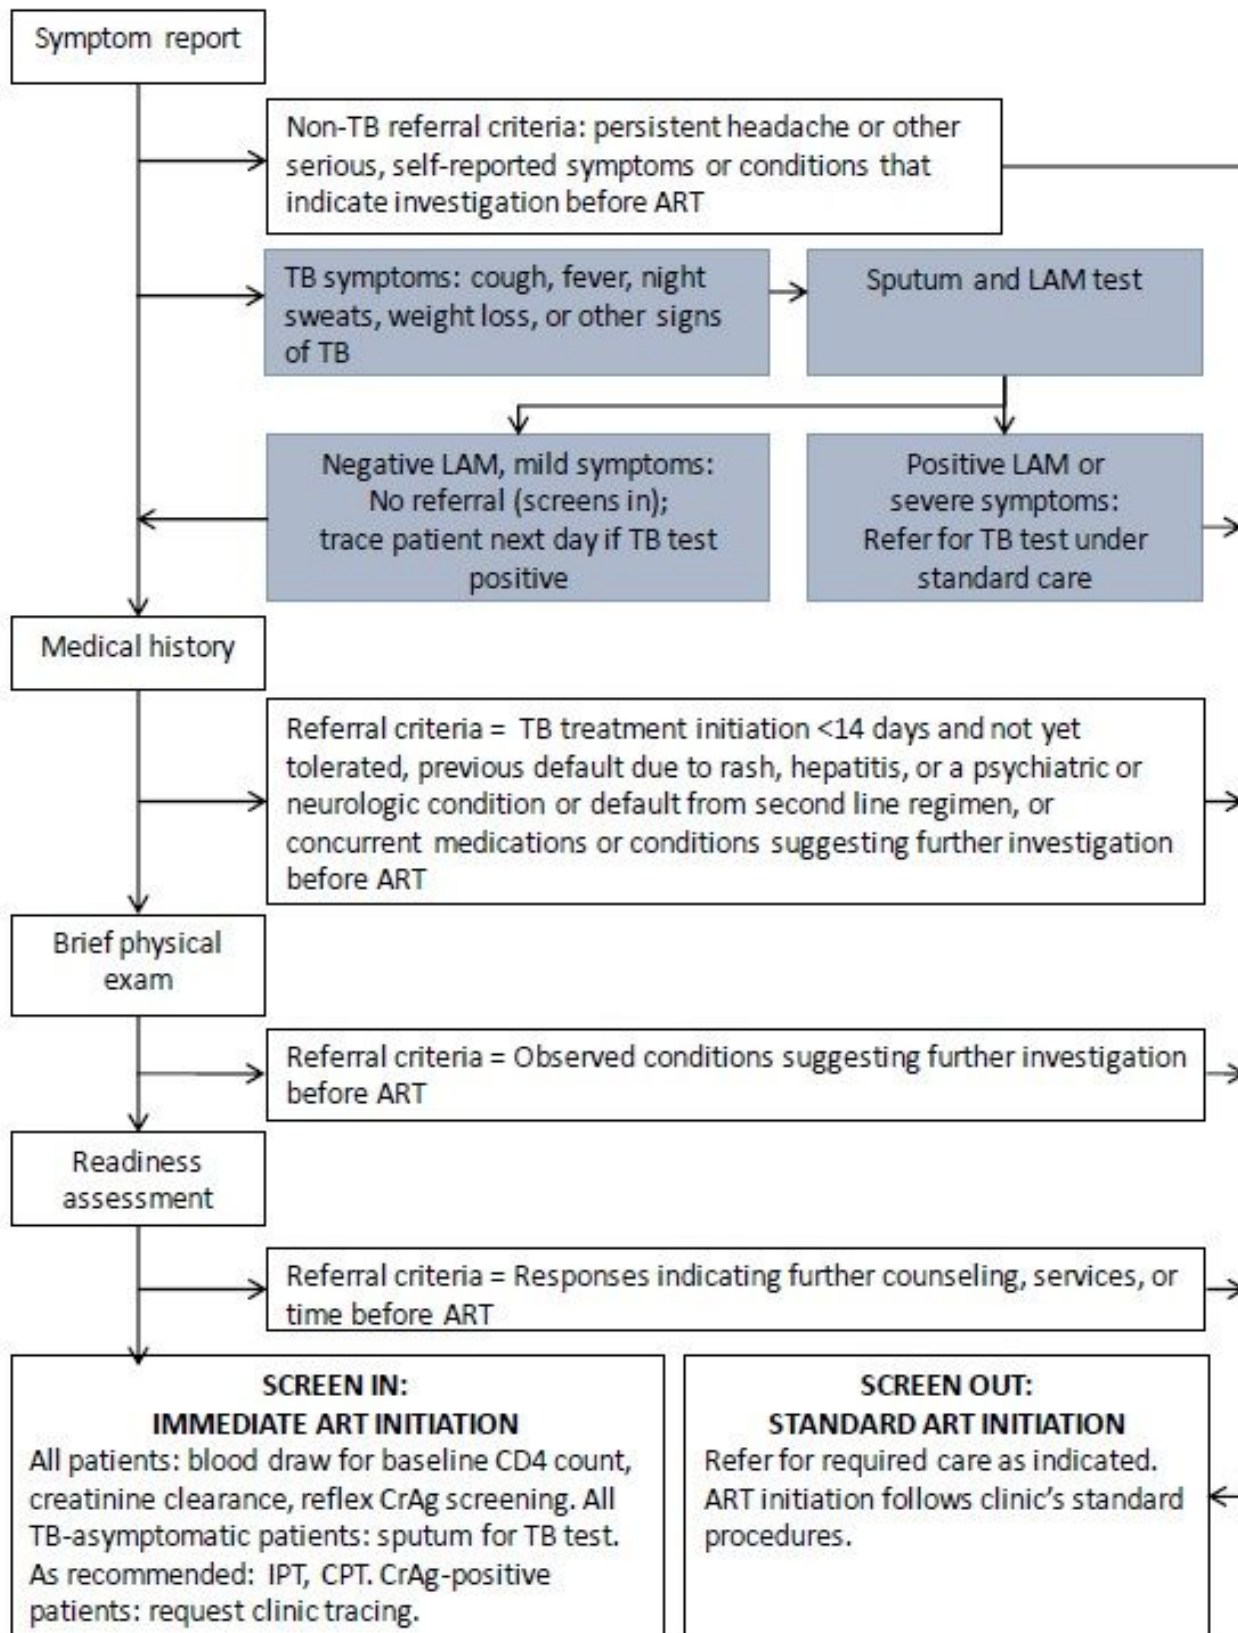 Symptom report
Non-TB referral criteria: persistent headache or other
serious, self-reported symptoms or conditions that
indicate investigation before ART
TB symptoms: cough, fever, night
sweats, weight loss, or other signs
of TB
Sputum and LAM test
Negative LAM, mild symptoms:
No referral (screens in);
trace patient next day if TB test
positive
Positive LAM or
severe symptoms:
Refer for TB test under
standard care
Medical history
Referral criteria = TB treatment initiation <14 days and not yet
tolerated, previous default due to rash, hepatitis, or a psychiatric or
neurologic condition or default from second line regimen, or
concurrent medications or conditions suggesting further investigation
before ART
Brief physical
exam
Referral criteria = Observed conditions suggesting further investigation
before ART
Readiness
assessment
Referral criteria = Responses indicating further counseling, services, or
time before ART
SCREEN IN:
IMMEDIATE ART INITIATION
All patients: blood draw for baseline CD4 count,
creatinine clearance, reflex CrAg screening. All
TB-asymptomatic patients: sputum for TB test.
As recommended: IPT, CPT. CrAg-positive
patients: request clinic tracing.
SCREEN OUT:
STANDARD ART INITIATION
Refer for required care as indicated.
ART initiation follows clinic's standard
procedures.